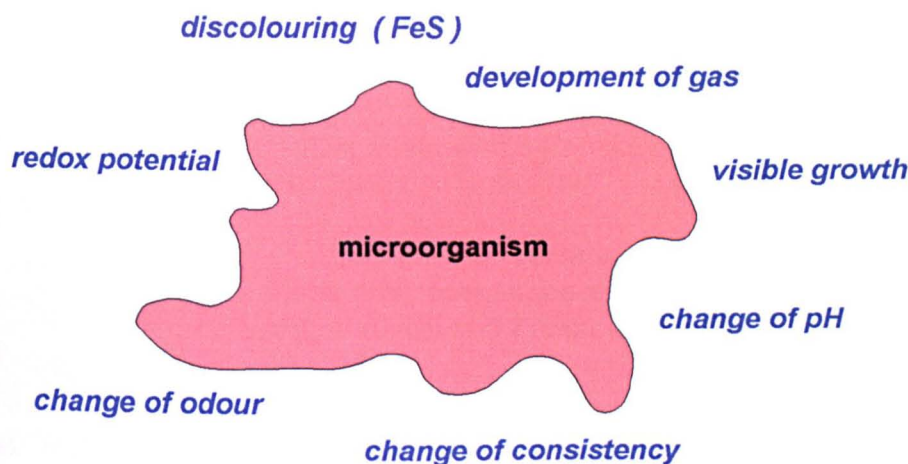 discolouring ( FeS )
development of gas
redox potential
visible growth
microorganism
change of pH
change of odour
change of consistency